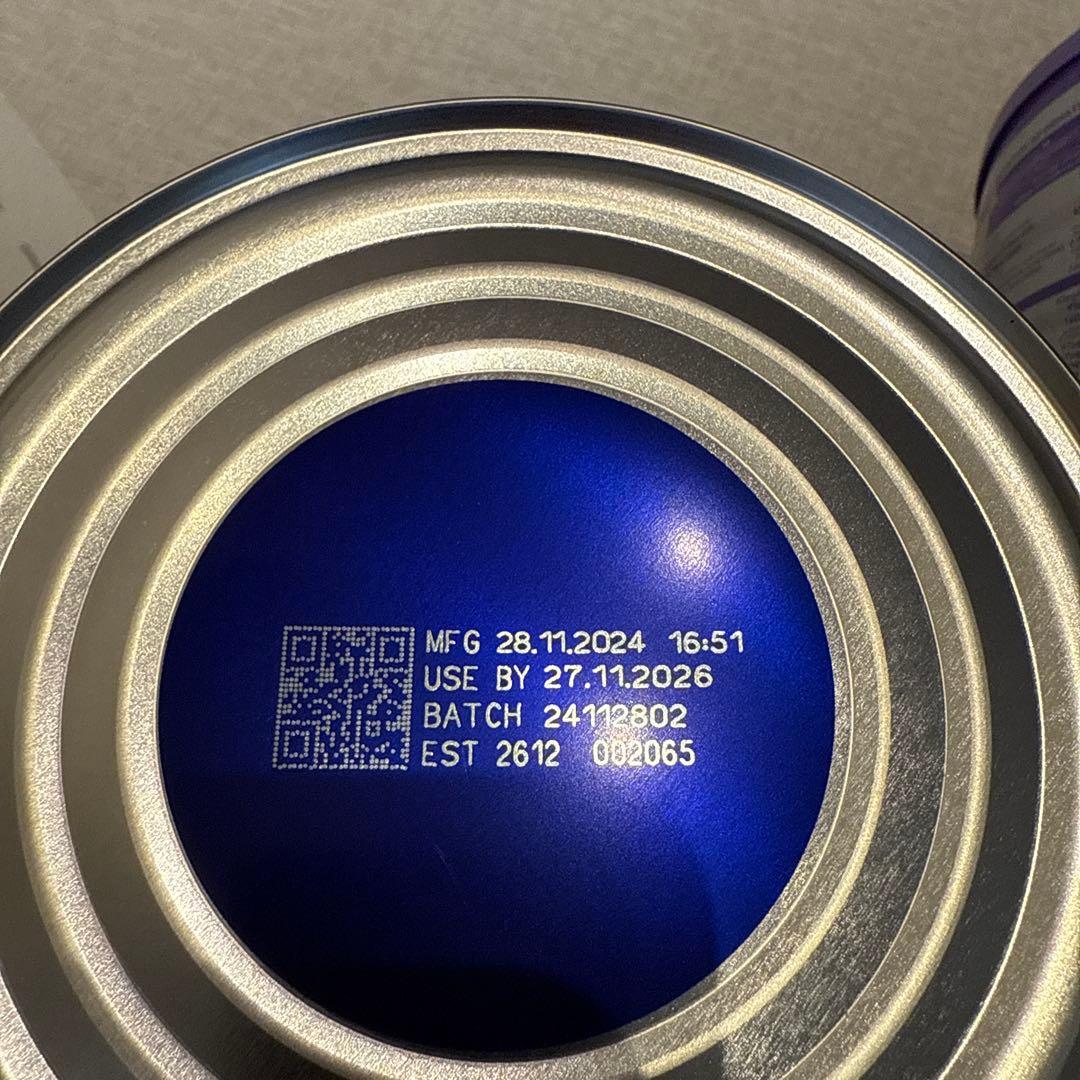 MFG 28.11.2024 16:51
USE BY 27.11.2026
BATCH 24112802
EST 2612 002065